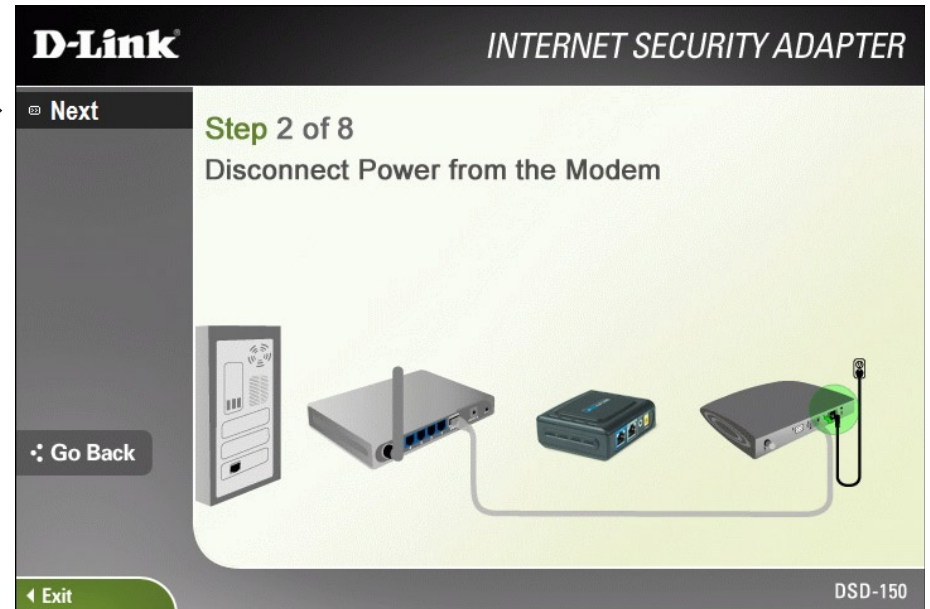 D-Link
INTERNET SECURITY ADAPTER
Next
Step 2 of 8
Disconnect Power from the Modem
Go Back
Exit
DSD-150